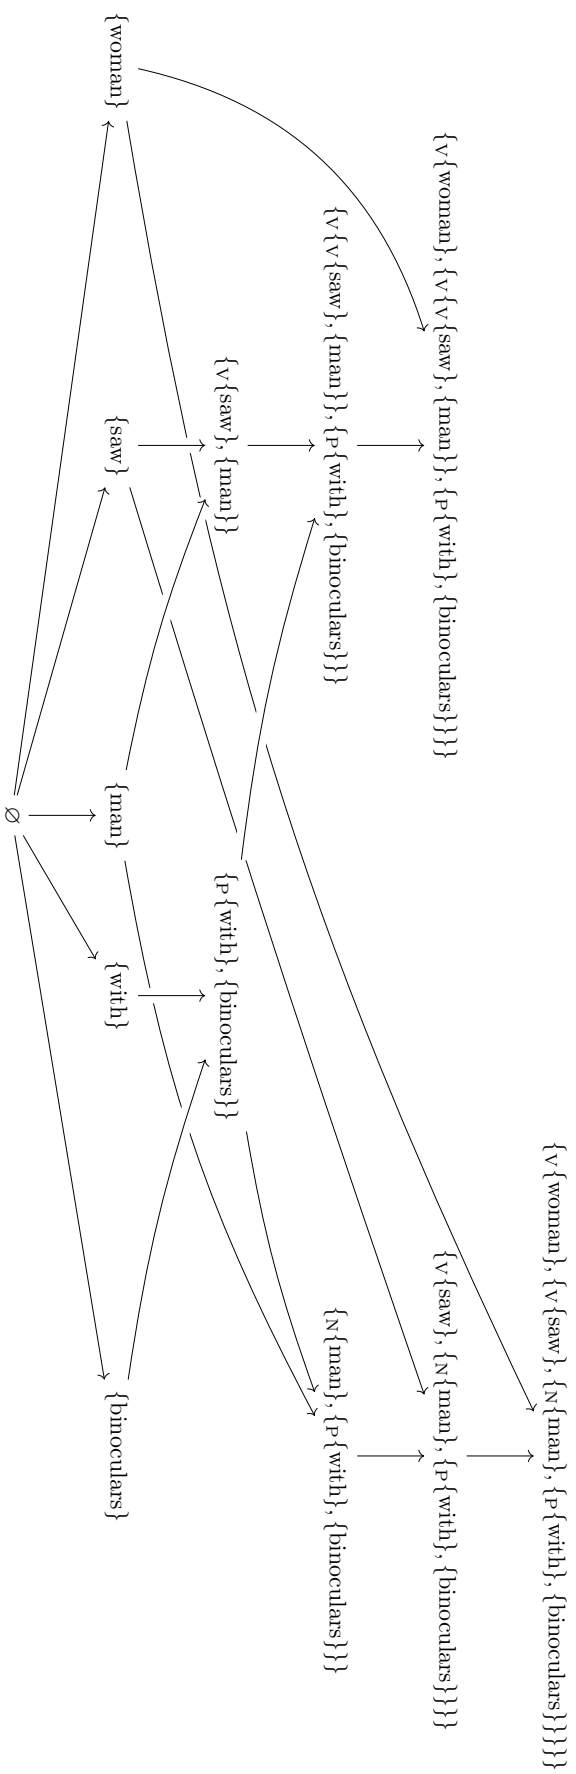 {V{woman}, {V{saw}, {N{man}, {P{with}, {binoculars}}}}}
{V{woman}, {V{V{saw}, {man}}, {P{with}, {binoculars}}}}
{V{saw}, {N{man}, {P{with}, {binoculars}}}}
{V{V{saw}, {man}}, {P{with}, {binoculars}}}
{N{man}, {P{with}, {binoculars}}}
{V{saw}, {man}}
{P{with}, {binoculars}}
{woman}
{saw}
{man}
{with}
{binoculars}
∅